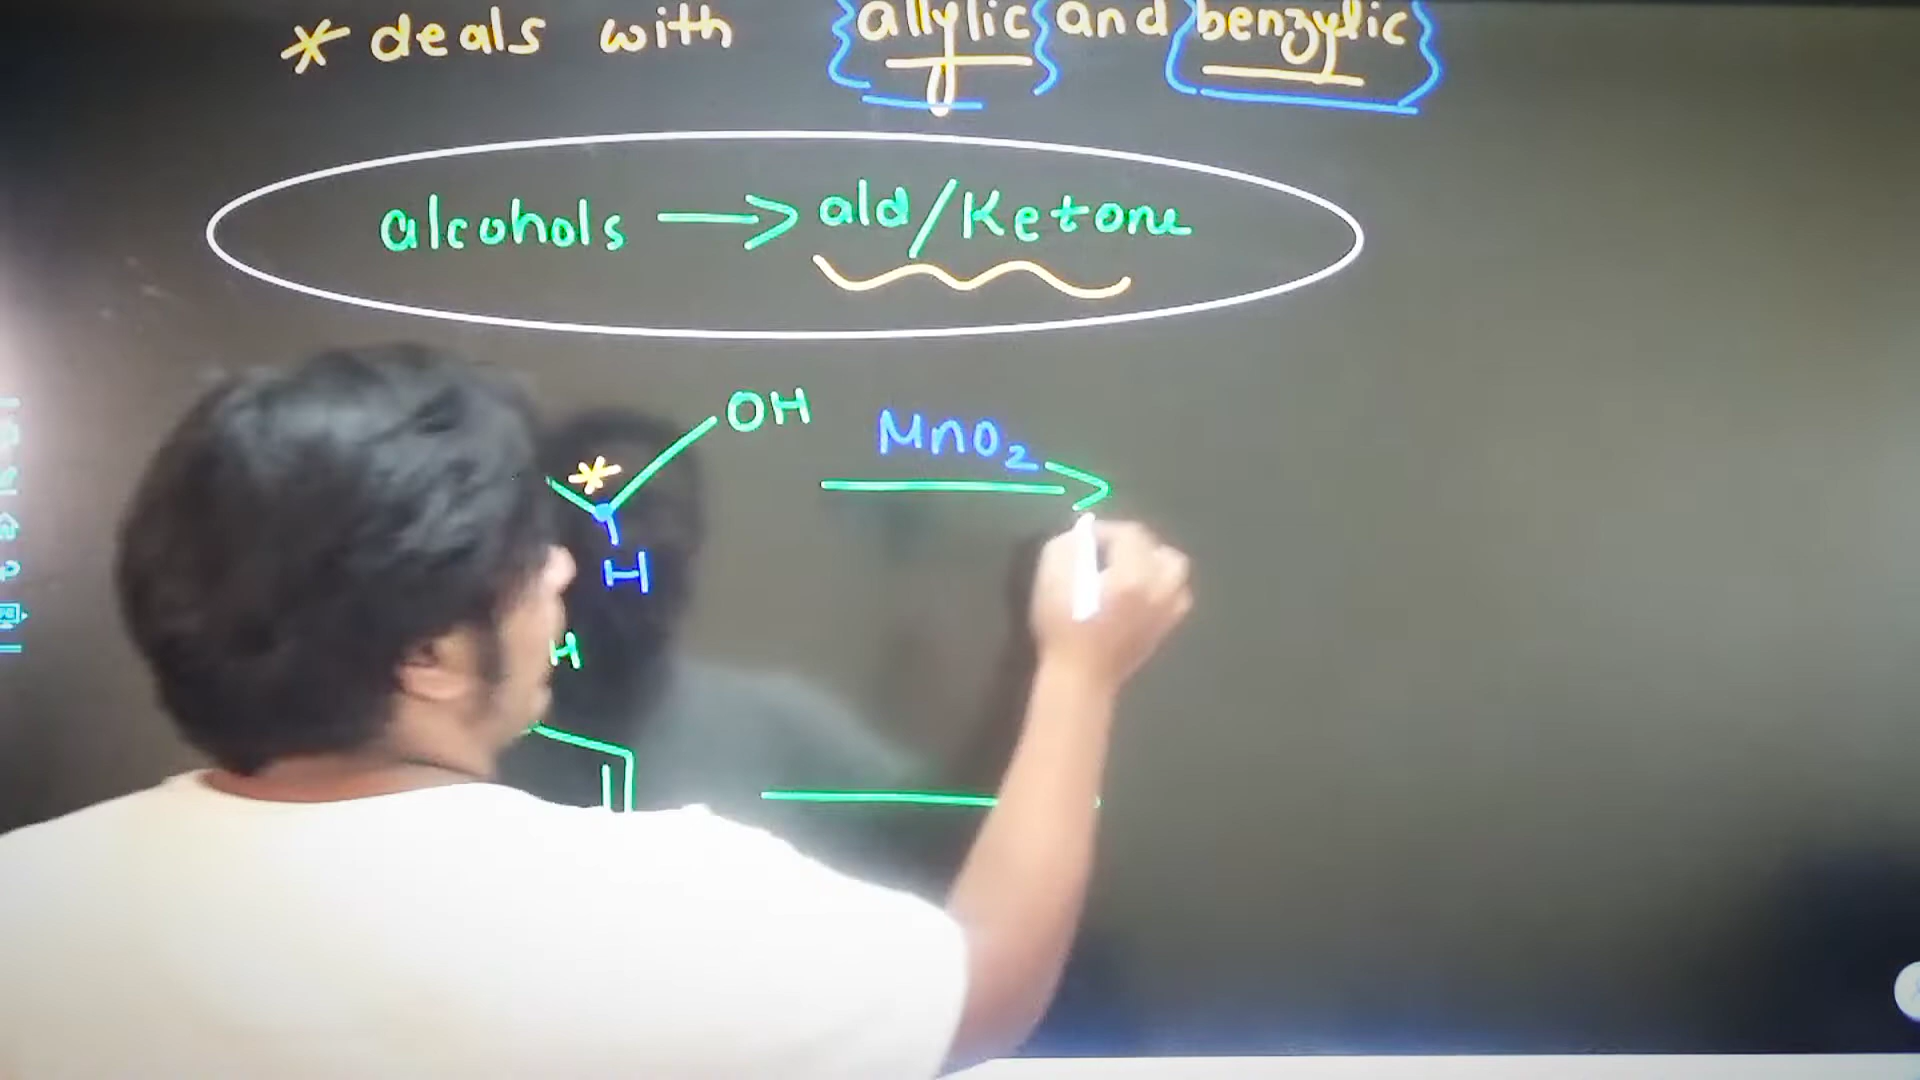 * deals with allylic and benzylic
alcohols → ald/Ketone
OH
MnO₂
*
H
H